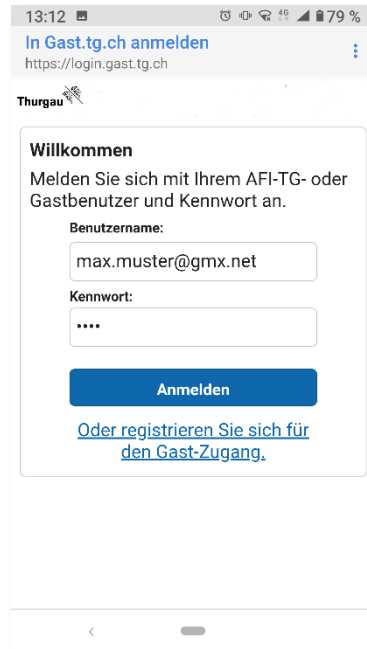 13:12 4G 79 %
In Gast.tg.ch anmelden
https://login.gast.tg.ch
Thurgau
Willkommen
Melden Sie sich mit Ihrem AFI-TG- oder
Gastbenutzer und Kennwort an.
Benutzername:
max.muster@gmx.net
Kennwort:
••••
Anmelden
Oder registrieren Sie sich für
den Gast-Zugang.